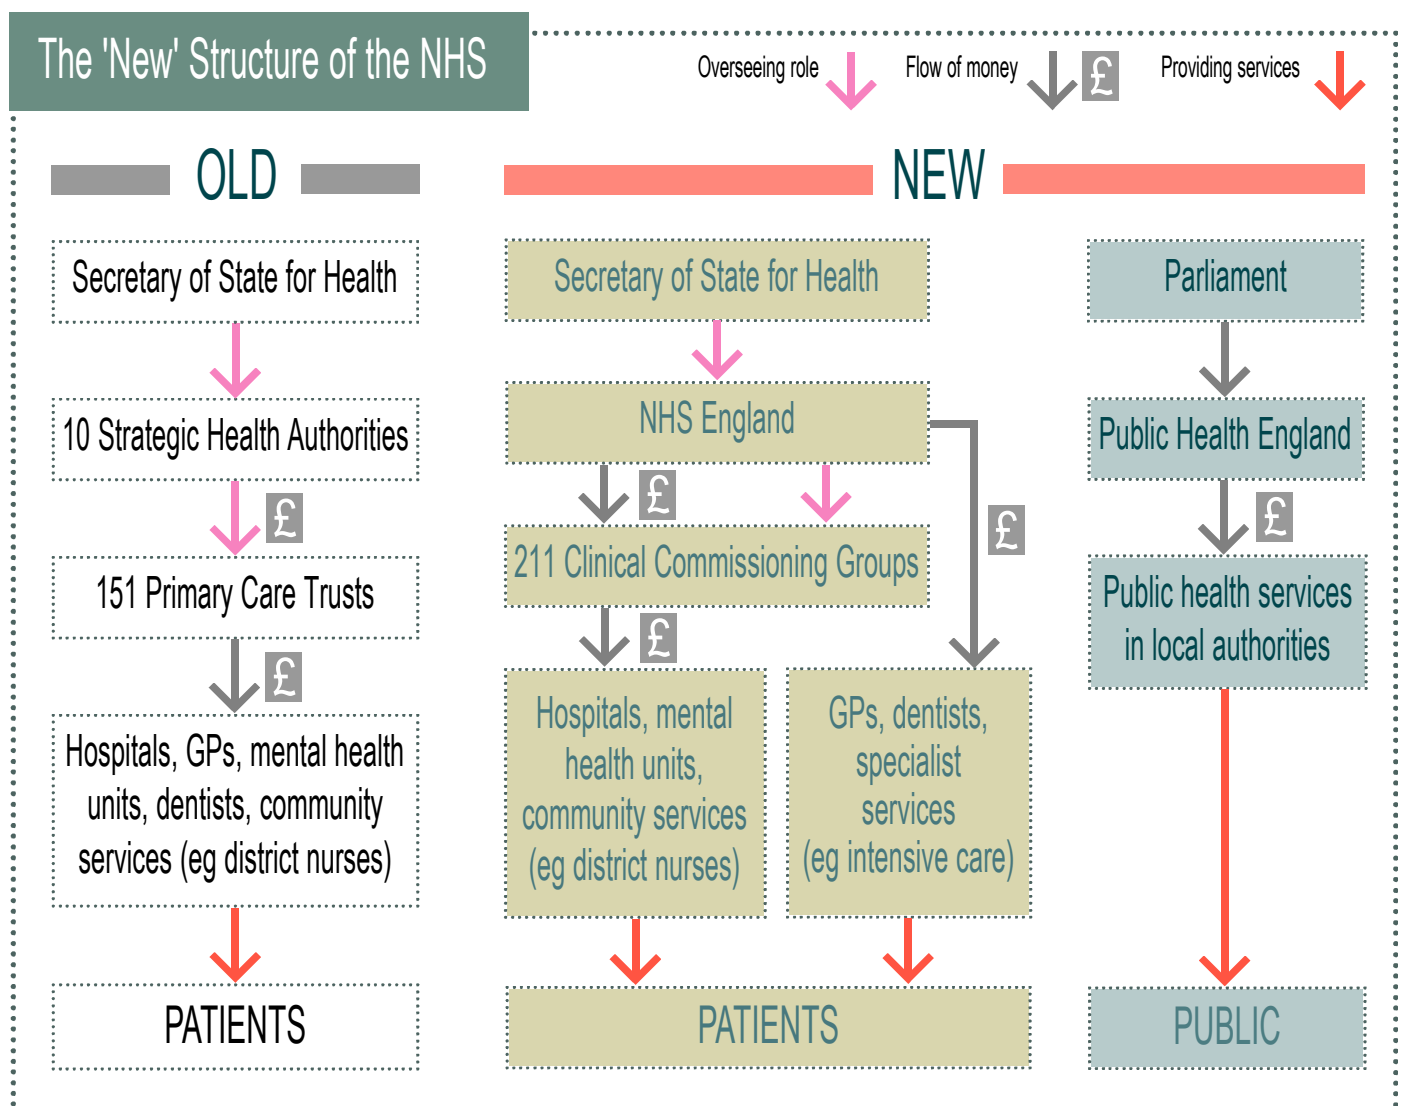 The 'New' Structure of the NHS
Overseeing role
Flow of money
£
Providing services
OLD
NEW
Secretary of State for Health
10 Strategic Health Authorities
£
151 Primary Care Trusts
£
Hospitals, GPs, mental health
units, dentists, community
services (eg district nurses)
PATIENTS
Secretary of State for Health
NHS England
£
£
211 Clinical Commissioning Groups
£
Hospitals, mental
health units,
community services
(eg district nurses)
GPs, dentists,
specialist
services
(eg intensive care)
PATIENTS
Parliament
Public Health England
£
Public health services
in local authorities
PUBLIC